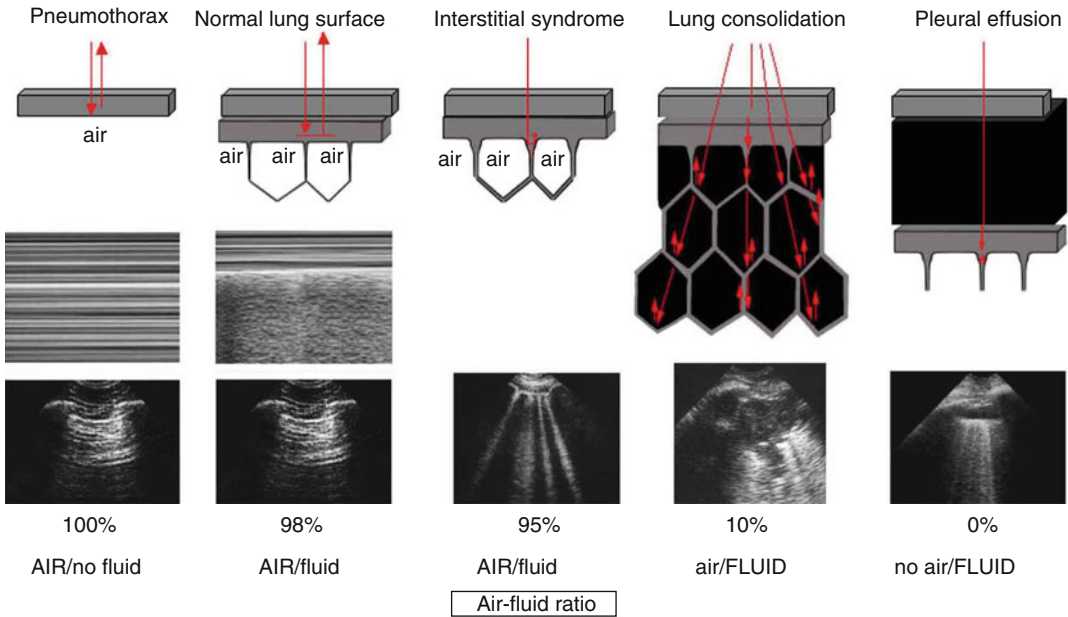 Pneumothorax
Normal lung surface
Interstitial syndrome
Lung consolidation
Pleural effusion
air
air air air
air air air
100%
98%
95%
10%
0%
AIR/no fluid
AIR/fluid
AIR/fluid
air/FLUID
no air/FLUID
Air-fluid ratio